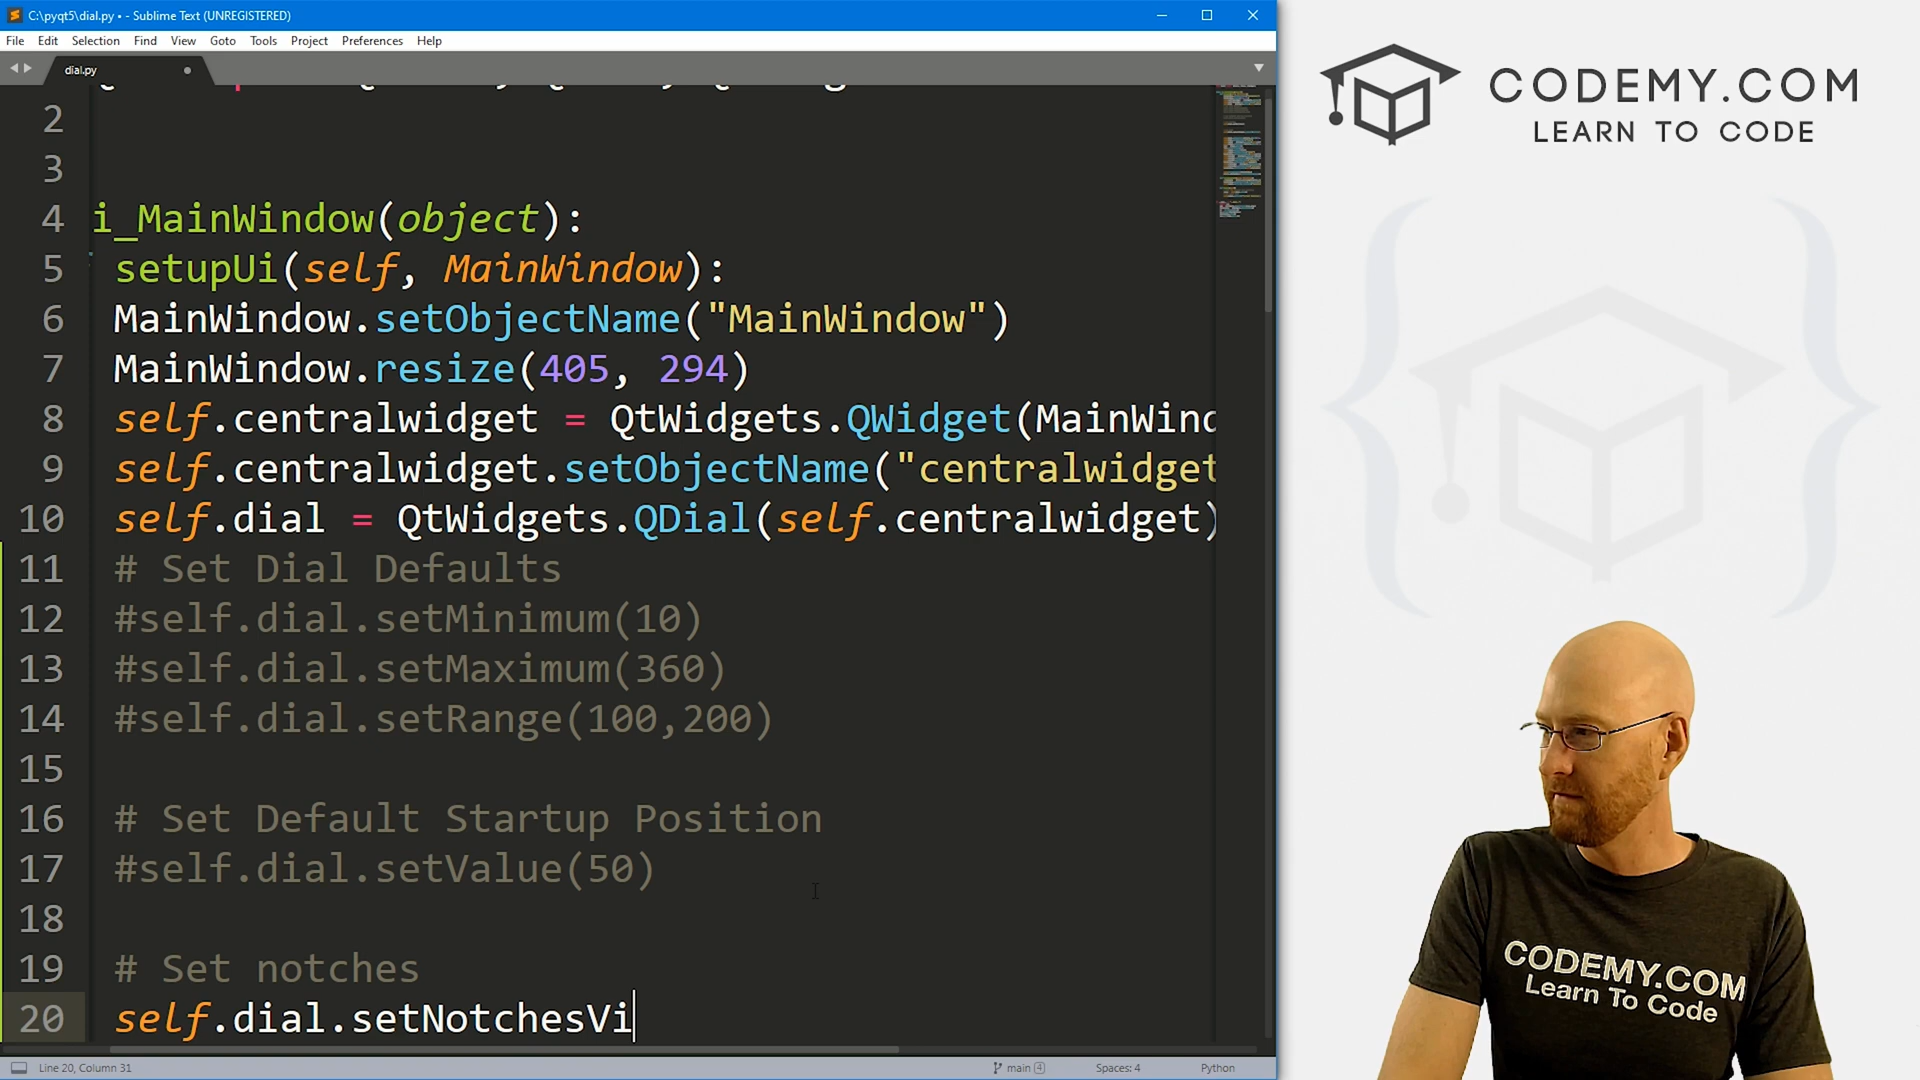 C:\pyqt5\dial.py • - Sublime Text (UNREGISTERED)
File Edit Selection Find View Goto Tools Project Preferences Help
dial.py
2
3
4 i_MainWindow(object):
5 setupUi(self, MainWindow):
6 MainWindow.setObjectName("MainWindow")
7 MainWindow.resize(405, 294)
8 self.centralwidget = QtWidgets.QWidget(MainWind
9 self.centralwidget.setObjectName("centralwidget
10 self.dial = QtWidgets.QDial(self.centralwidget)
11 # Set Dial Defaults
12 #self.dial.setMinimum(10)
13 #self.dial.setMaximum(360)
14 #self.dial.setRange(100,200)
15
16 # Set Default Startup Position
17 #self.dial.setValue(50)
18
19 # Set notches
20 self.dial.setNotchesVi
Line 20, Column 31
main 4
Spaces: 4
Python
CODEMY.COM
LEARN TO CODE
CODEMY.COM
Learn To Code